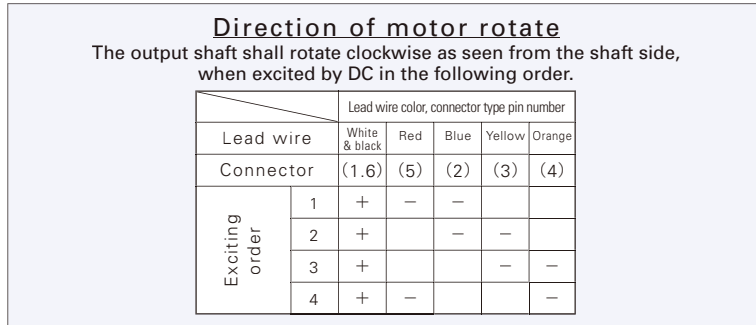 Direction of motor rotate
The output shaft shall rotate clockwise as seen from the shaft side,
when excited by DC in the following order.
Lead wire color, connector type pin number
Lead wire White & black Red Blue Yellow Orange
Connector (1.6) (5) (2) (3) (4)
Exciting order
1 + − −
2 + − −
3 + − −
4 + − −